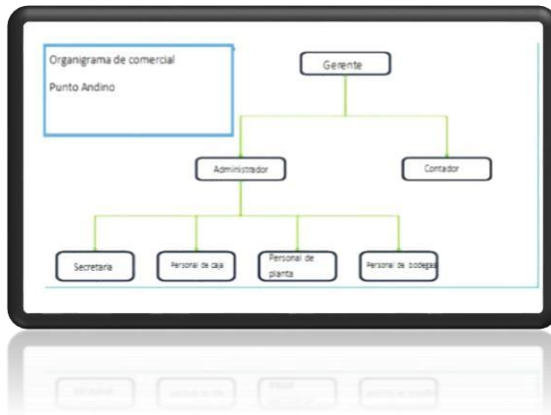 Organigrama de comercial
Punto Andino
Gerente
Administrador
Contador
Secretaria
Personal de caja
Personal de
planta
Personal de bodegas